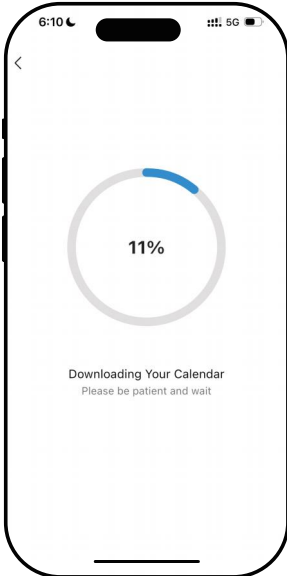 6:10
5G
11%
Downloading Your Calendar
Please be patient and wait